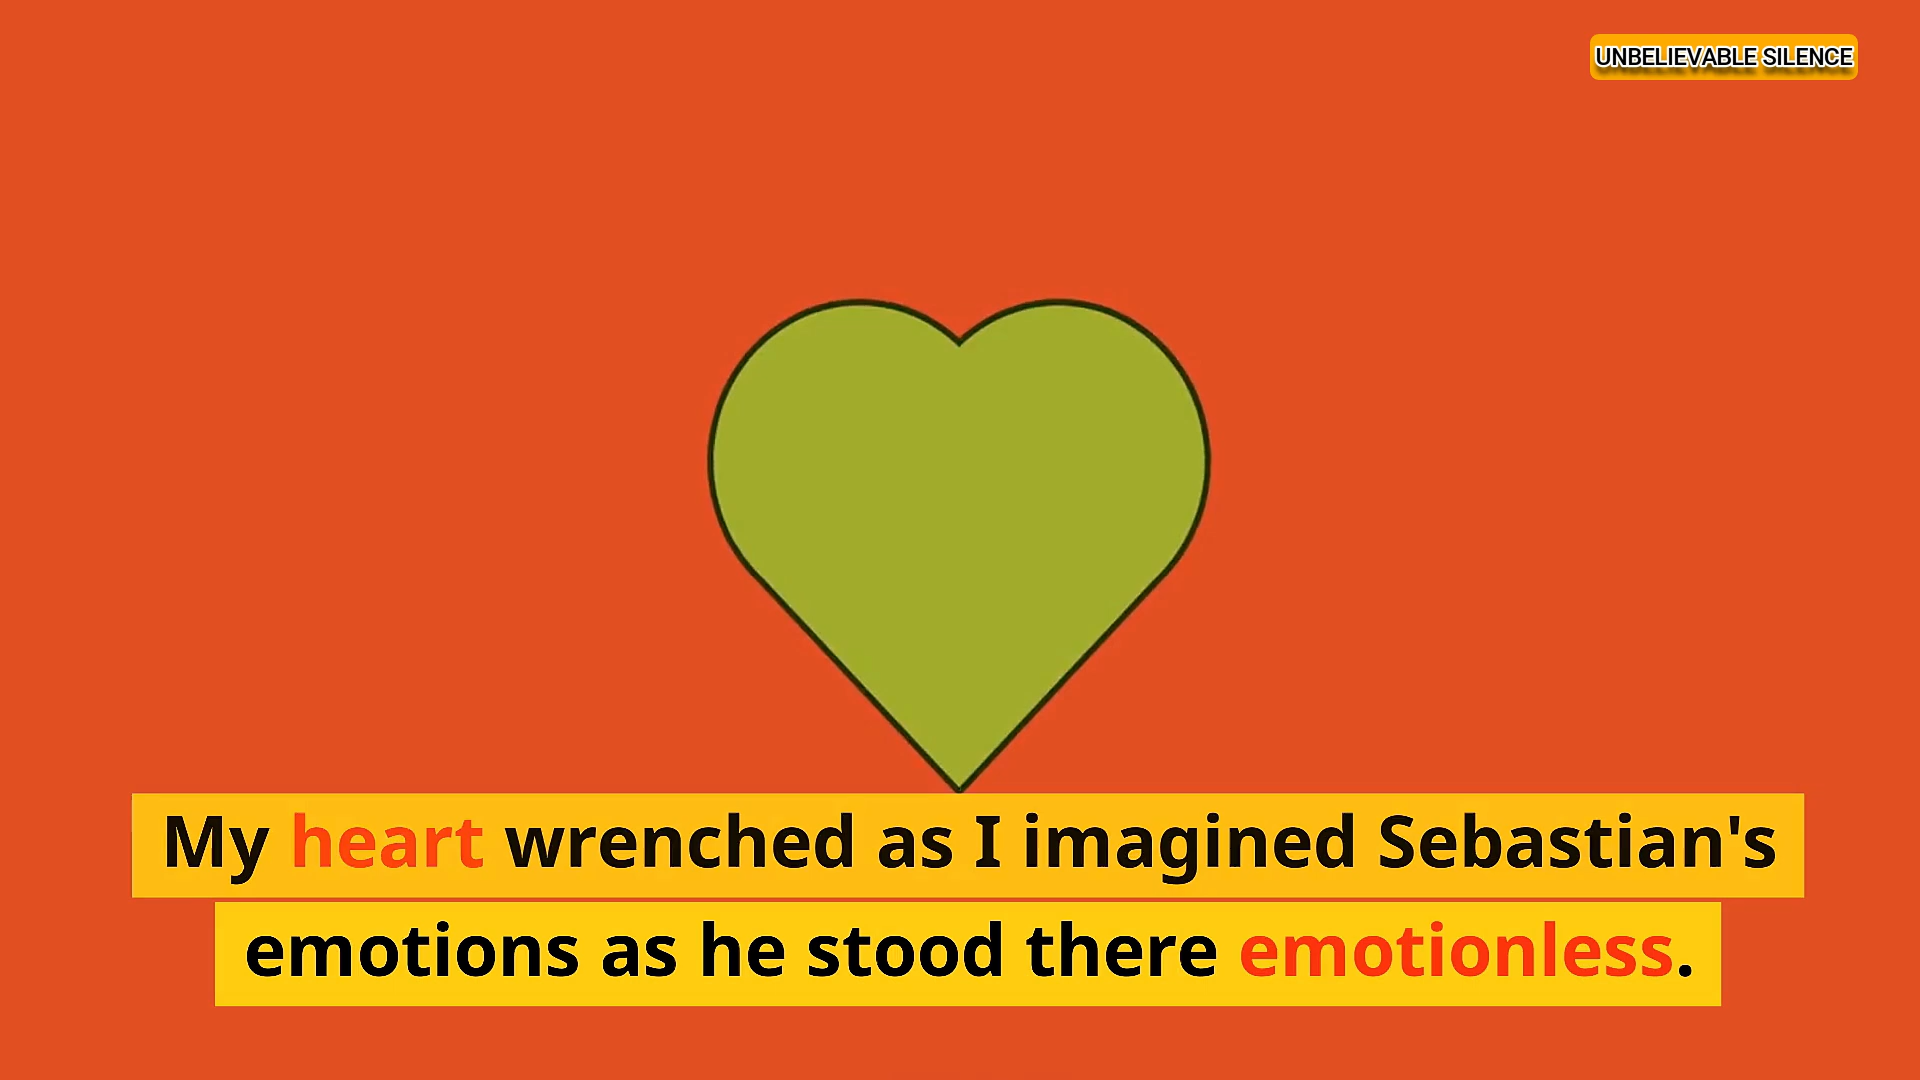 UNBELIEVABLE SILENCE
My heart wrenched as I imagined Sebastian's
emotions as he stood there emotionless.